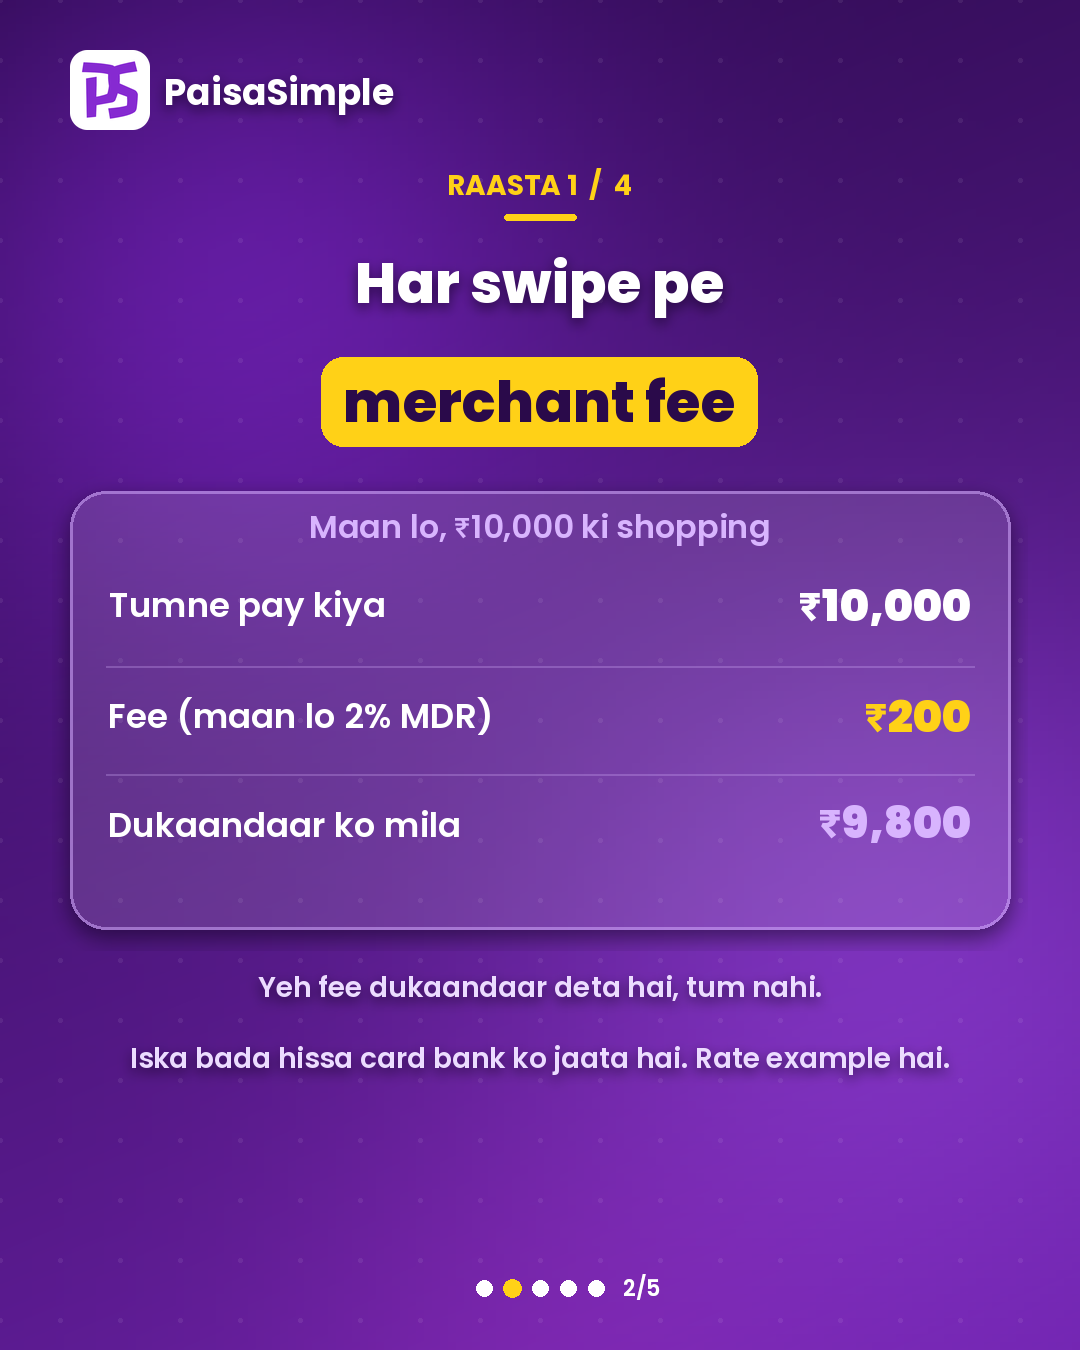 PaisaSimple
RAASTA 1 / 4
Har swipe pe
merchant fee
Maan lo, ₹10,000 ki shopping
Tumne pay kiya ₹10,000
Fee (maan lo 2% MDR) ₹200
Dukaandaar ko mila ₹9,800
Yeh fee dukaandaar deta hai, tum nahi.
Iska bada hissa card bank ko jaata hai. Rate example hai.
2/5